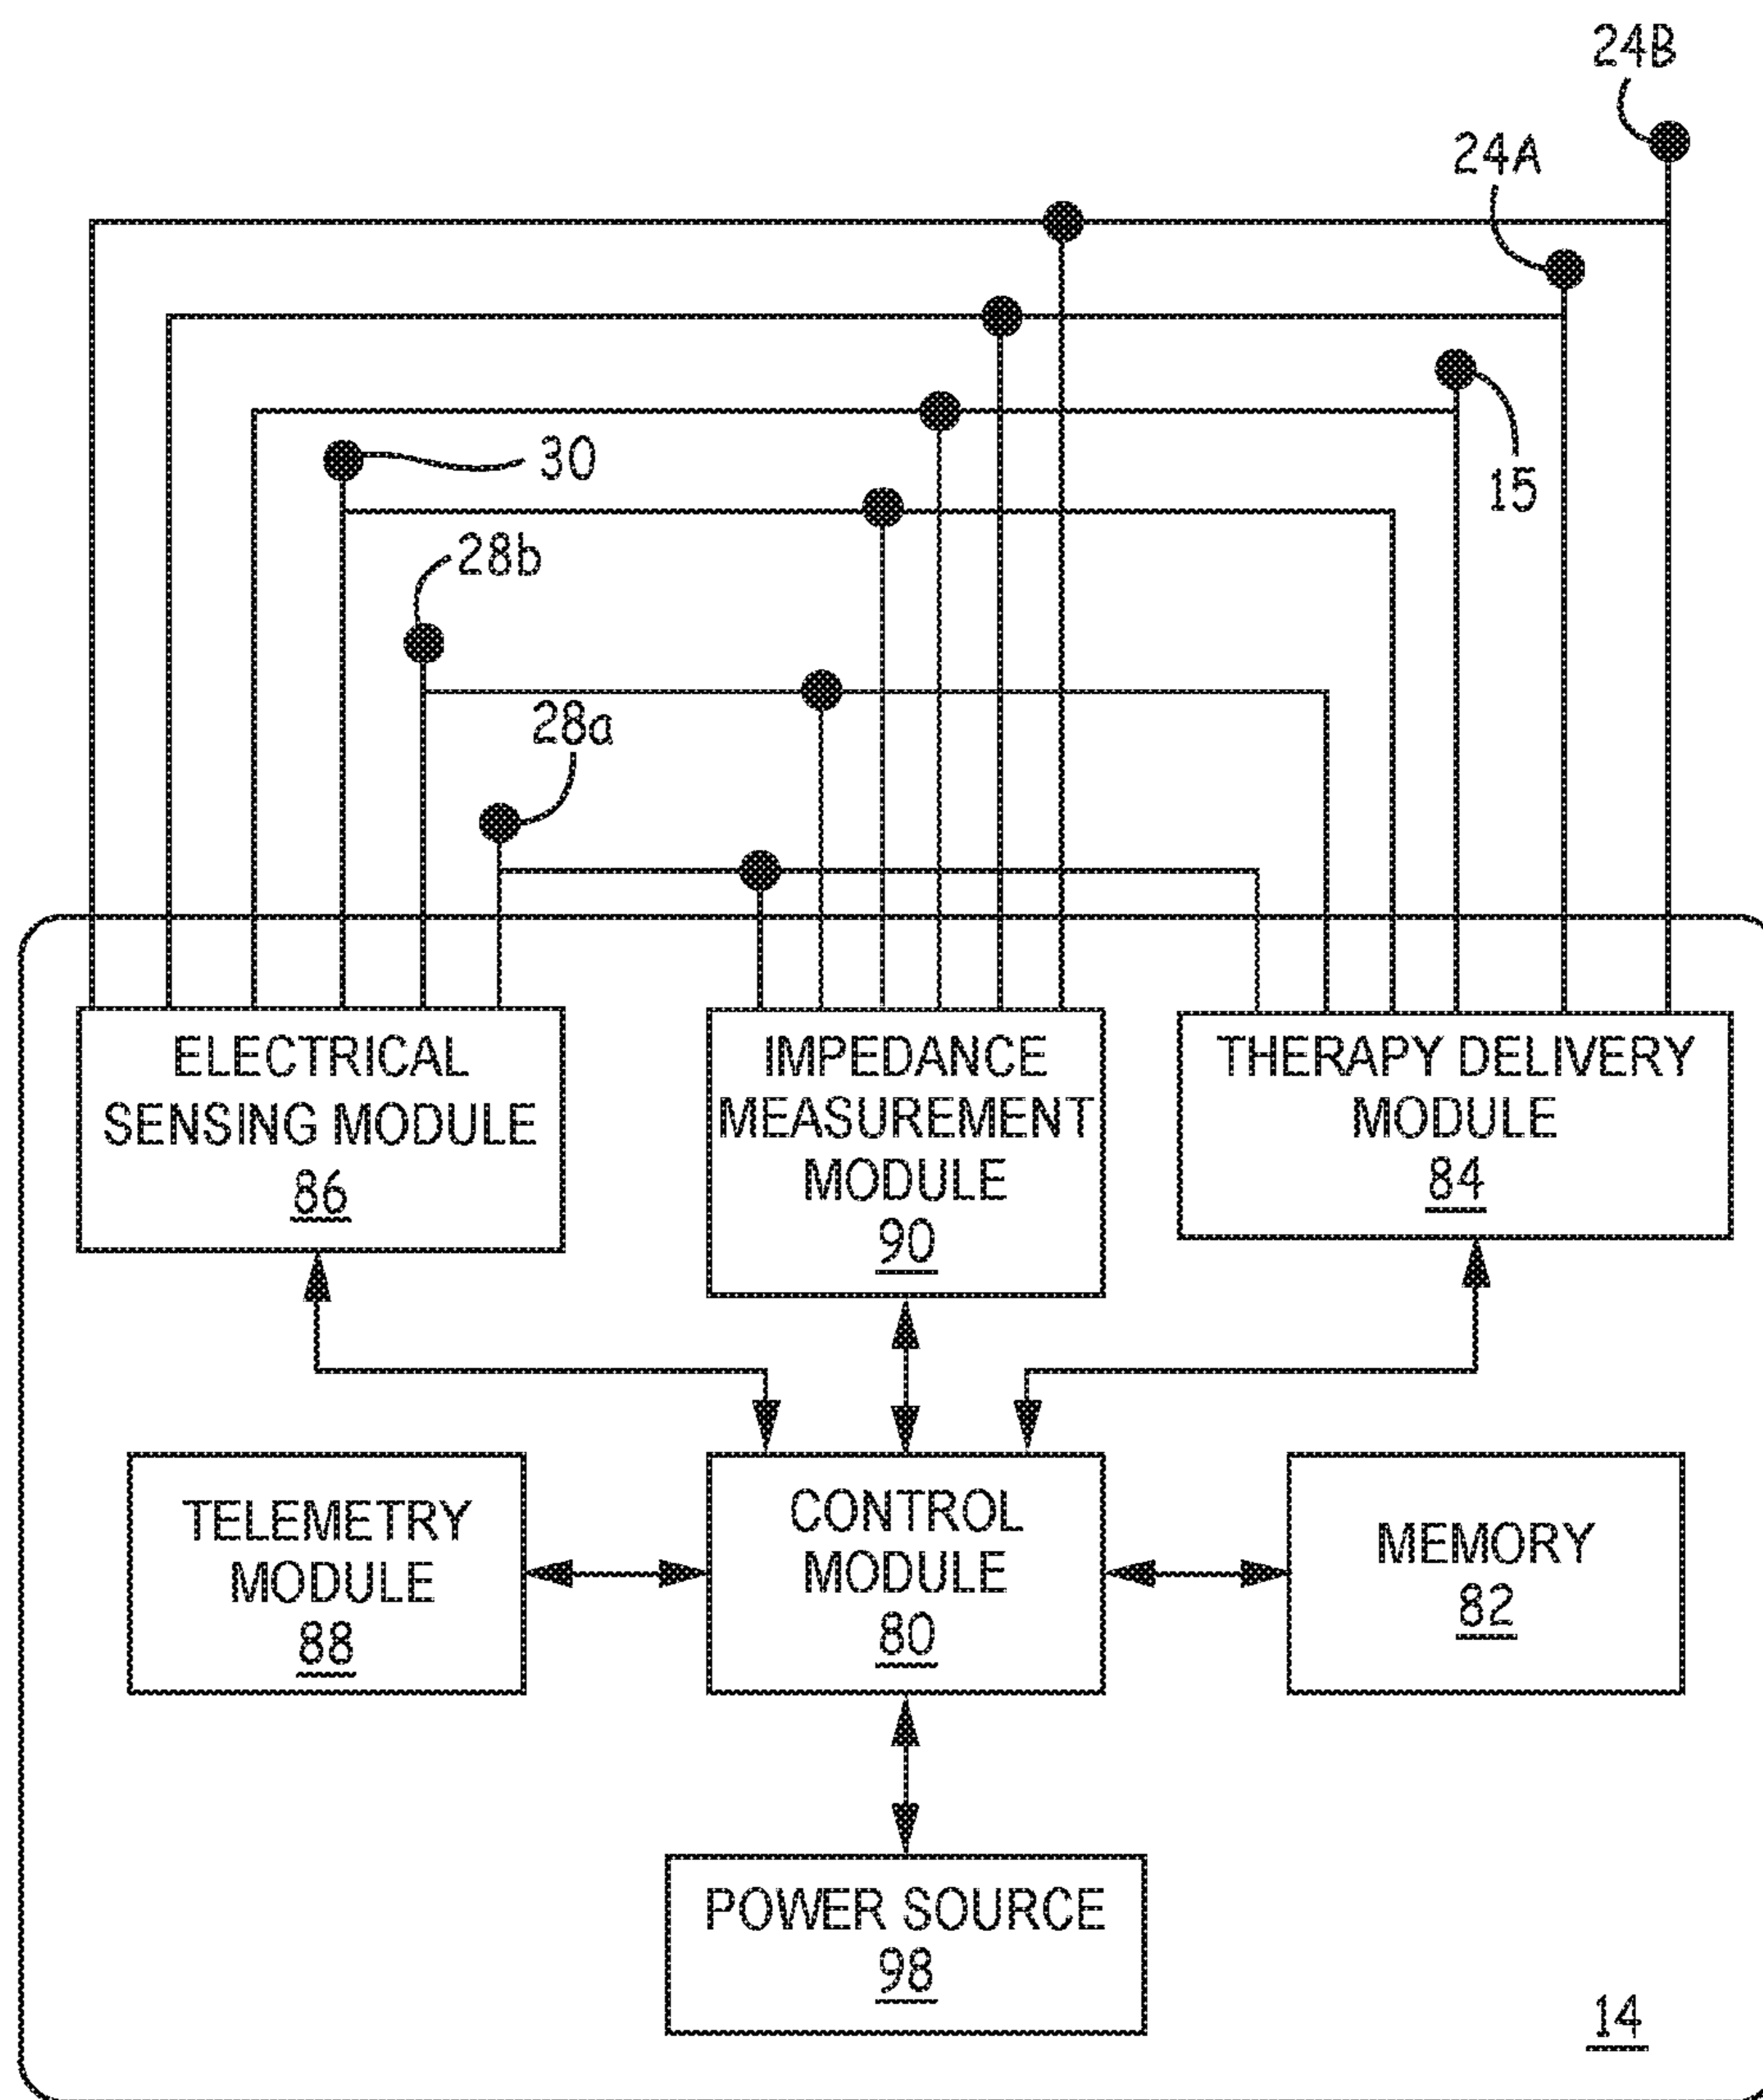 24B
24A
30
15
28b
28a
ELECTRICAL
SENSING MODULE
86
IMPEDANCE
MEASUREMENT
MODULE
90
THERAPY DELIVERY
MODULE
84
TELEMETRY
MODULE
88
CONTROL
MODULE
80
MEMORY
82
POWER SOURCE
98
14